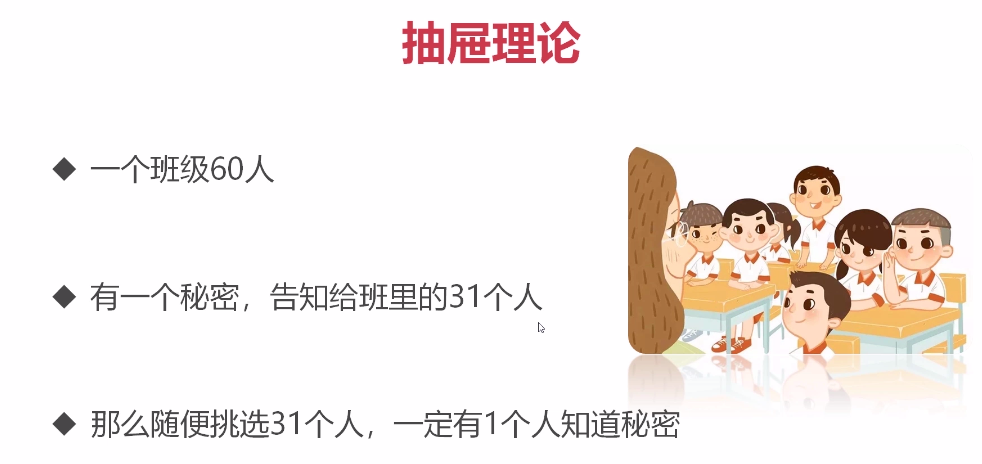 抽屉理论
一个班级60人
有一个秘密，告知给班里的31个人
那么随便挑选31个人，一定有1个人知道秘密